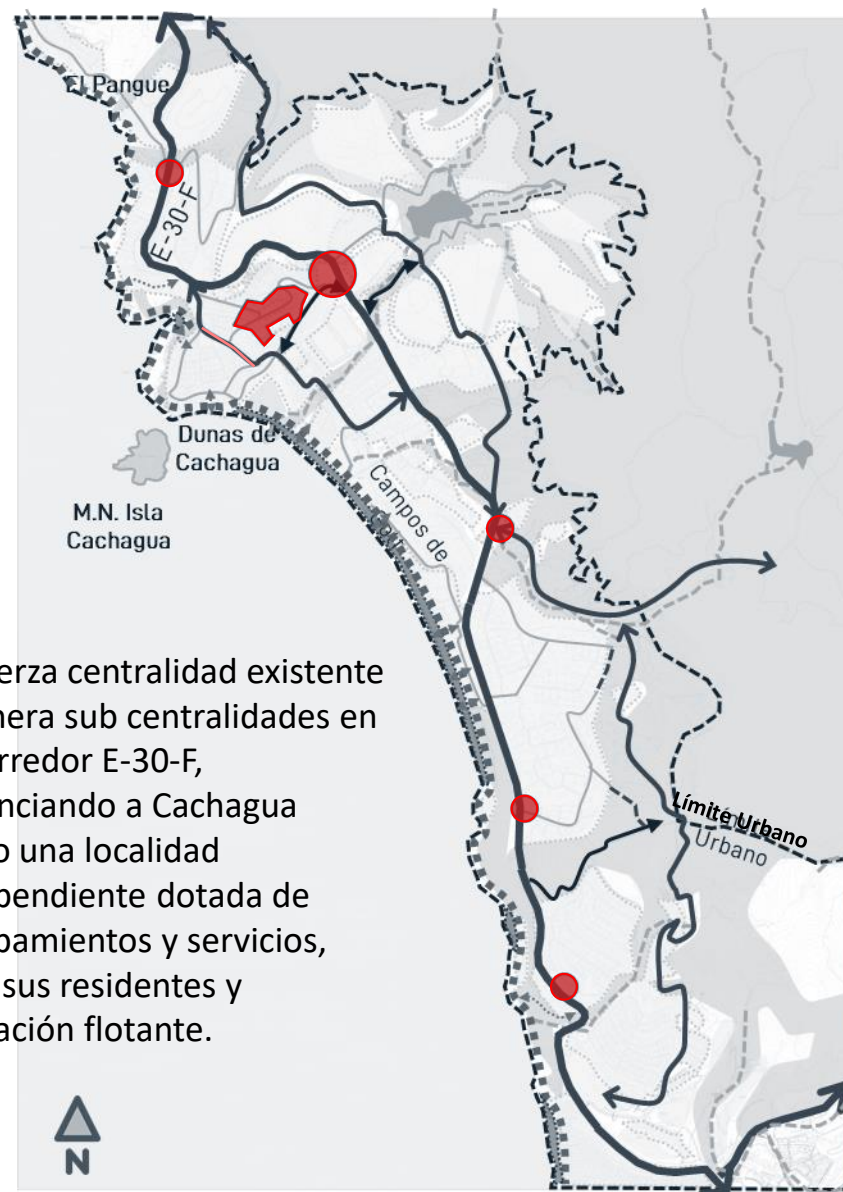 El Pangue
E-30-F
Dunas de
Cachagua
M.N. Isla
Cachagua
Campos de
erza centralidad existente
nera sub centralidades en
rredor E-30-F,
nciando a Cachagua
o una localidad
pendiente dotada de
pamientos y servicios,
sus residentes y
ación flotante.
Límite Urbano
Urbano
N